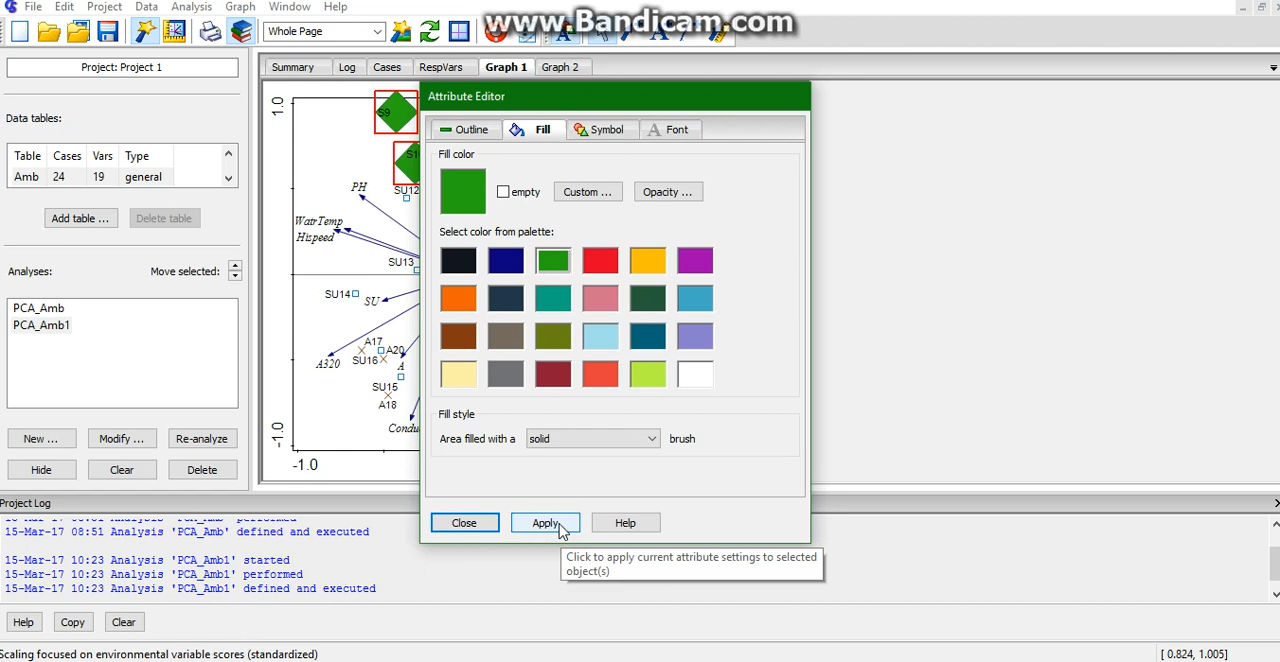 File Edit Project Data Analysis Graph Window Help
www.Bandicam.com
Whole Page
Project: Project 1
Summary Log Cases RespVars Graph 1 Graph 2
Data tables:
Table Cases Vars Type
Amb 24 19 general
Add table ... Delete table
Analyses: Move selected:
PCA_Amb
PCA_Amb1
New ... Modify ... Re-analyze
Hide Clear Delete
1.0
S9
SU12
PH
WatrTemp
Hispeed
SU13
SU14
SU
A17
A20
SU16
A320
A
SU15
A18
Condu
-1.0
-1.0
Attribute Editor
Outline Fill Symbol Font
Fill color
empty Custom ... Opacity ...
Select color from palette:
Fill style
Area filled with a solid brush
Close Apply Help
Click to apply current attribute settings to selected
object(s)
Project Log
15-Mar-17 08:51 Analysis 'PCA_Amb' defined and executed
15-Mar-17 10:23 Analysis 'PCA_Amb1' started
15-Mar-17 10:23 Analysis 'PCA_Amb1' performed
15-Mar-17 10:23 Analysis 'PCA_Amb1' defined and executed
Help Copy Clear
Scaling focused on environmental variable scores (standardized)
[ 0.824, 1.005]